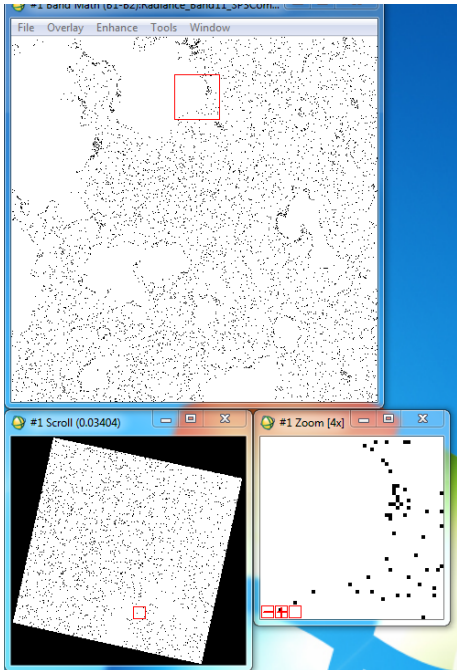 #1 Band Math (B1-B2):Radiance_Band11_SPSCom...
File Overlay Enhance Tools Window
#1 Scroll (0.03404)
#1 Zoom [4x]